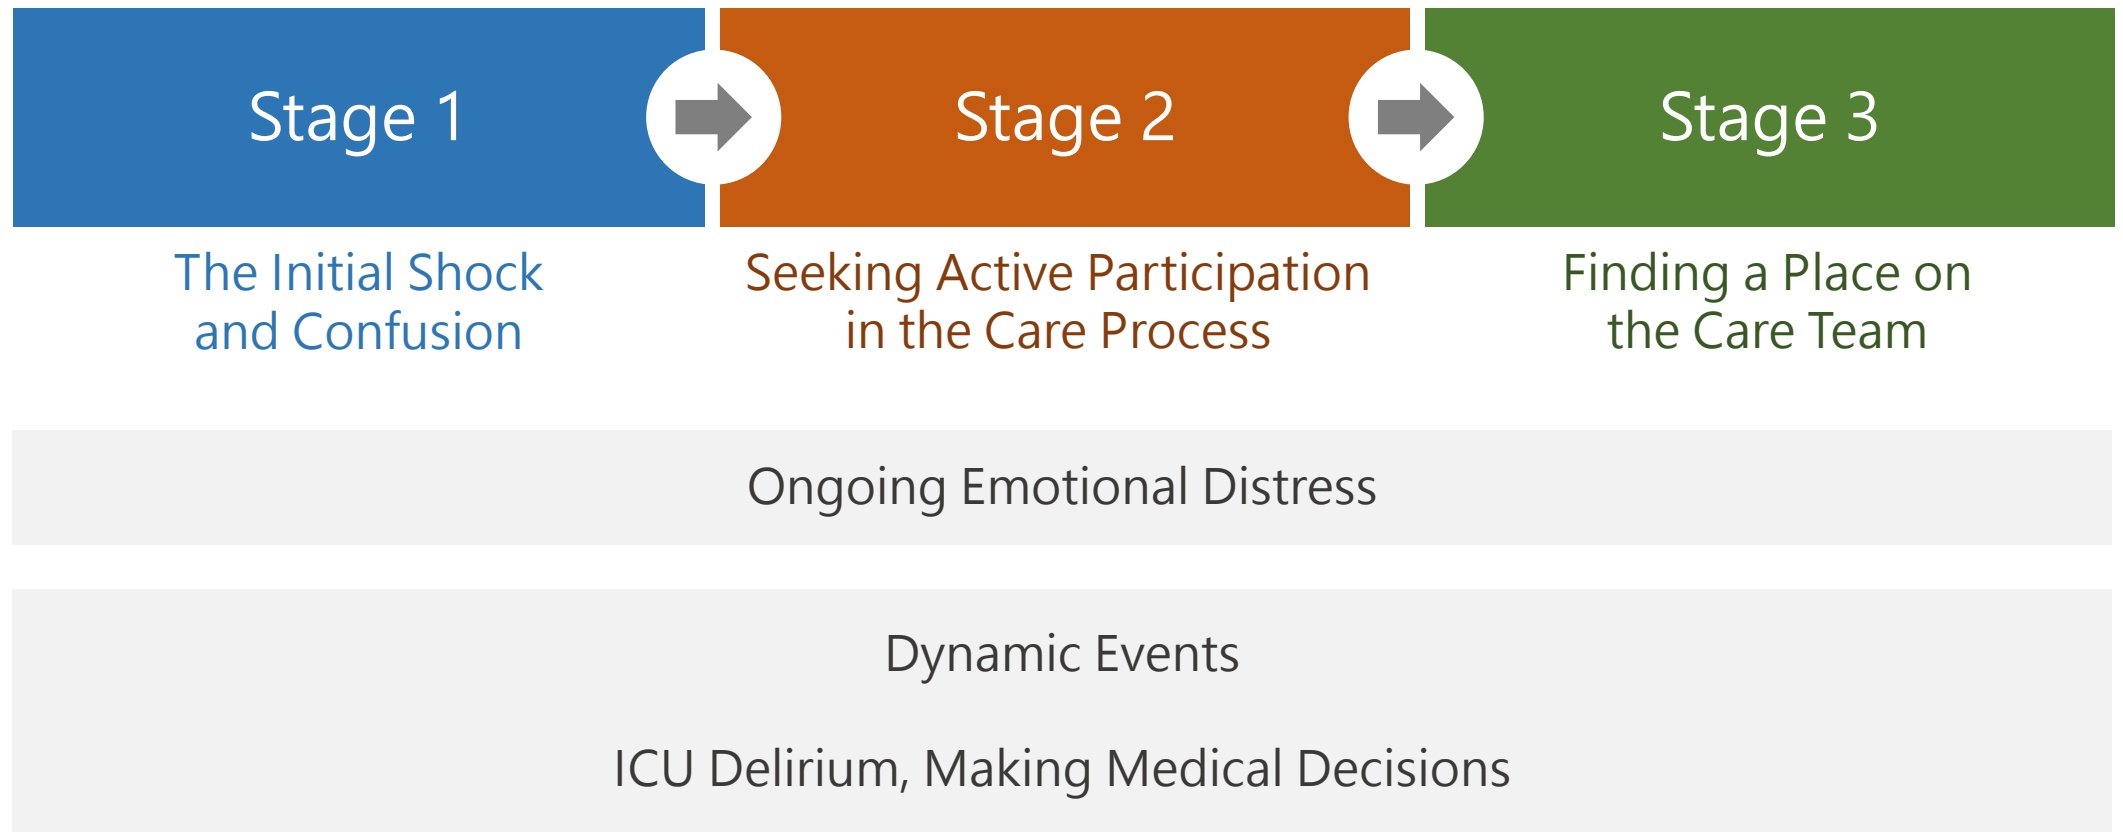 Stage 1
Stage 2
Stage 3
The Initial Shock
and Confusion
Seeking Active Participation
in the Care Process
Finding a Place on
the Care Team
Ongoing Emotional Distress
Dynamic Events
ICU Delirium, Making Medical Decisions